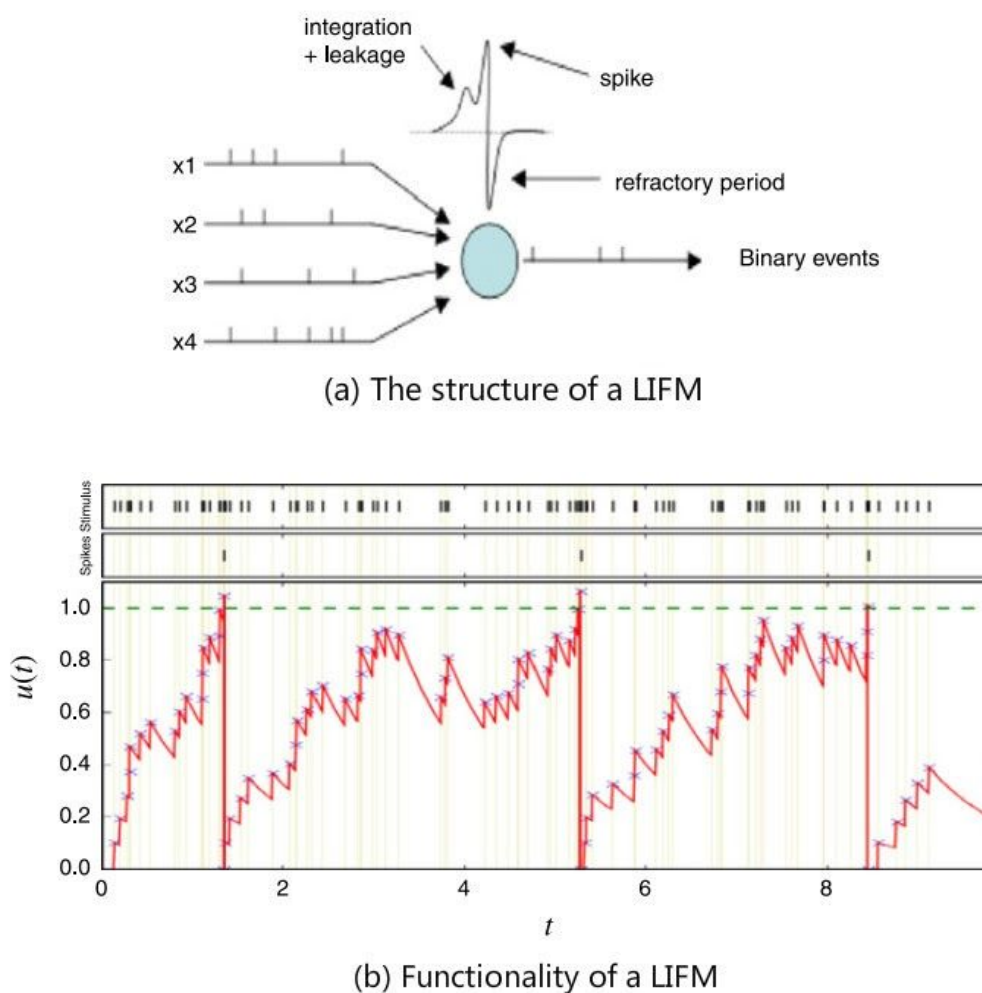 integration
+ leakage
spike
x1
refractory period
x2
Binary events
x3
x4
(a) The structure of a LIFM
Stimulus
Spikes
1.0
0.8
0.6
0.4
0.2
0.0
u(t)
0 2 4 6 8
t
(b) Functionality of a LIFM